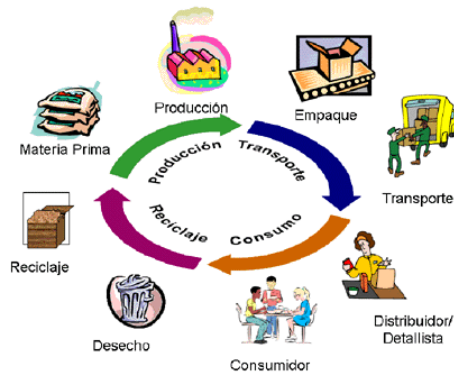 Producción
Empaque
Materia Prima
Producción
Transporte
Transporte
Reciclaje
Reciclaje
Consumo
Distribuidor/
Detallista
Desecho
Consumidor